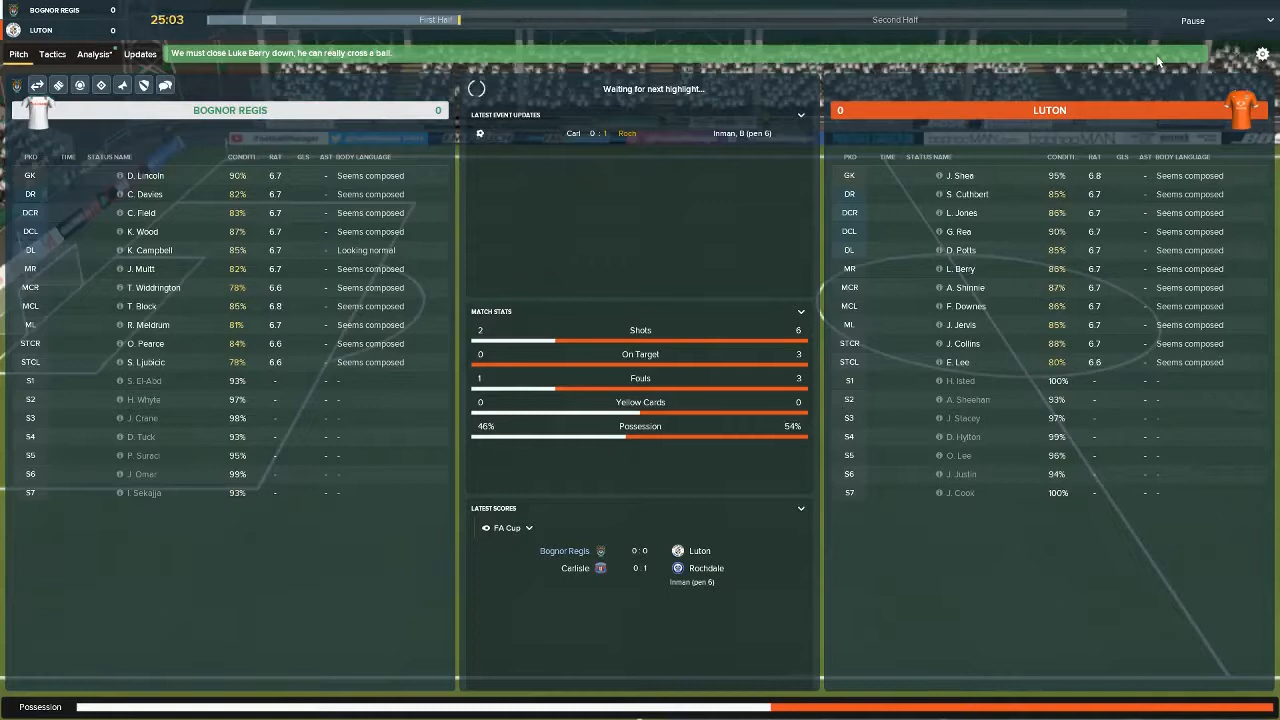 BOGNOR REGIS 0
LUTON 0
25:03
First Half
Second Half
Pause
Pitch Tactics Analysis Updates
We must close Luke Berry down, he can really cross a ball.
BOGNOR REGIS 0
PKD TIME STATUS NAME CONDITI... RAT GLS AST BODY LANGUAGE
GK D. Lincoln 90% 6.7 - Seems composed
DR C. Davies 82% 6.7 - Seems composed
DCR C. Field 83% 6.7 - Seems composed
DCL K. Wood 87% 6.7 - Seems composed
DL K. Campbell 85% 6.7 - Looking normal
MR J. Muitt 82% 6.7 - Seems composed
MCR T. Widdrington 78% 6.6 - Seems composed
MCL T. Block 86% 6.8 - Seems composed
ML R. Meldrum 81% 6.7 - Seems composed
STCR O. Pearce 84% 6.6 - Seems composed
STCL S. Ljubicic 78% 6.6 - Seems composed
S1 S. El-Abd 93% - - -
S2 H. Whyte 97% - - -
S3 J. Crane 98% - - -
S4 D. Tuck 93% - - -
S5 P. Suraci 95% - - -
S6 J. Omar 99% - - -
S7 I. Sekajja 93% - - -
Waiting for next highlight...
LATEST EVENT UPDATES
Carl 0 : 1 Roch Inman, B (pen 6)
MATCH STATS
2 Shots 6
0 On Target 3
1 Fouls 3
0 Yellow Cards 0
46% Possession 54%
LATEST SCORES
FA Cup
Bognor Regis 0 : 0 Luton
Carlisle 0 : 1 Rochdale
Inman (pen 6)
0 LUTON
PKD TIME STATUS NAME CONDITI... RAT GLS AST BODY LANGUAGE
GK J. Shea 95% 6.8 - Seems composed
DR S. Cuthbert 85% 6.7 - Seems composed
DCR L. Jones 86% 6.7 - Seems composed
DCL G. Rea 90% 6.7 - Seems composed
DL D. Potts 85% 6.7 - Seems composed
MR L. Berry 86% 6.7 - Seems composed
MCR A. Shinnie 87% 6.7 - Seems composed
MCL F. Downes 86% 6.7 - Seems composed
ML J. Jervis 85% 6.7 - Seems composed
STCR J. Collins 88% 6.7 - Seems composed
STCL E. Lee 80% 6.6 - Seems composed
S1 H. Isted 100% - - -
S2 A. Sheehan 93% - - -
S3 J. Stacey 97% - - -
S4 D. Hylton 99% - - -
S5 O. Lee 96% - - -
S6 J. Justin 94% - - -
S7 J. Cook 100% - - -
Possession